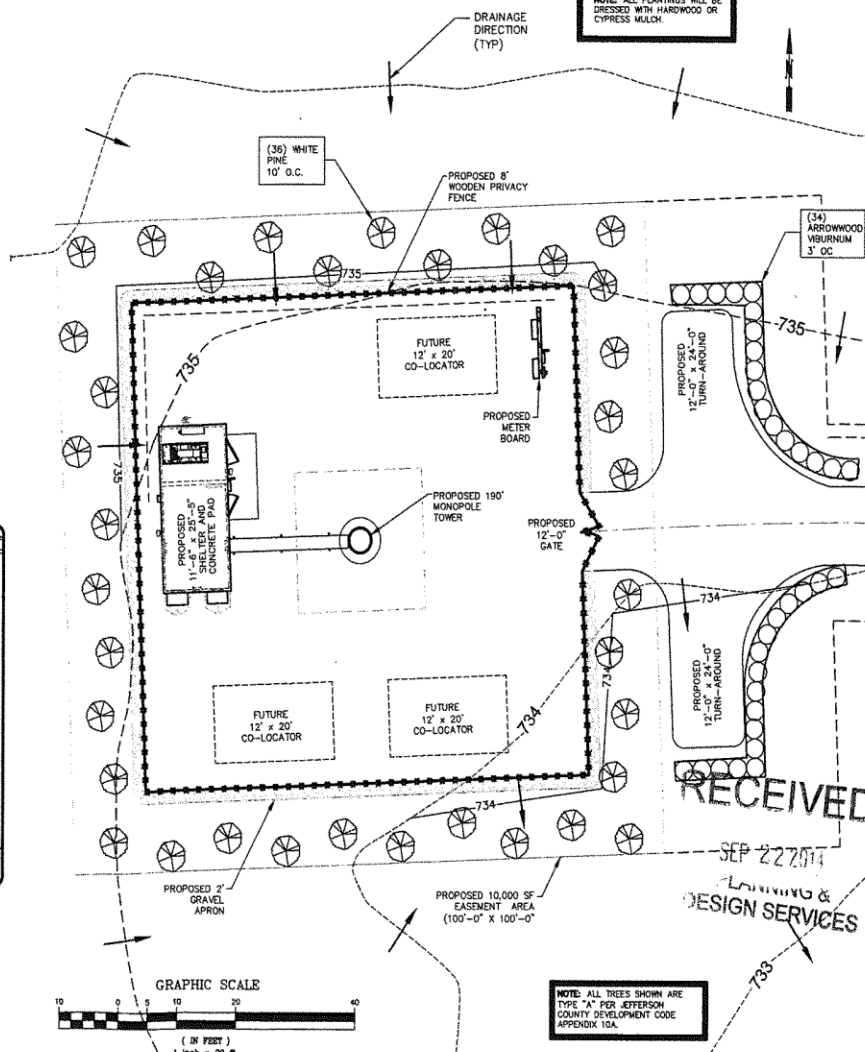 NOTE: ALL PLANTINGS WILL BE
DRESSED WITH HARDWOOD OR
CYPRESS MULCH.
DRAINAGE
DIRECTION
(TYP)
N
(36) WHITE
PINE
10' O.C.
PROPOSED 8'
WOODEN PRIVACY
FENCE
(34)
ARROWWOOD
VIBURNUM
3' OC
735
735
735
735
FUTURE
12' x 20'
CO-LOCATOR
PROPOSED
12'-0" x 24'-0"
TURN-AROUND
PROPOSED
METER
BOARD
PROPOSED 190'
MONOPOLE
TOWER
PROPOSED
11'-6" x 25'-5"
SHELTER AND
CONCRETE PAD
PROPOSED
12'-0"
GATE
734
734
734
734
PROPOSED
12'-0" x 24'-0"
TURN-AROUND
FUTURE
12' x 20'
CO-LOCATOR
FUTURE
12' x 20'
CO-LOCATOR
RECEIVED
SEP 22 2014
PLANNING &
DESIGN SERVICES
PROPOSED 2'
GRAVEL
APRON
PROPOSED 10,000 SF
EASEMENT AREA
(100'-0" X 100'-0")
733
GRAPHIC SCALE
10 0 5 10 20 40
( IN FEET )
1 inch = 20 ft
NOTE: ALL TREES SHOWN ARE
TYPE "A" PER JEFFERSON
COUNTY DEVELOPMENT CODE
APPENDIX 10A.